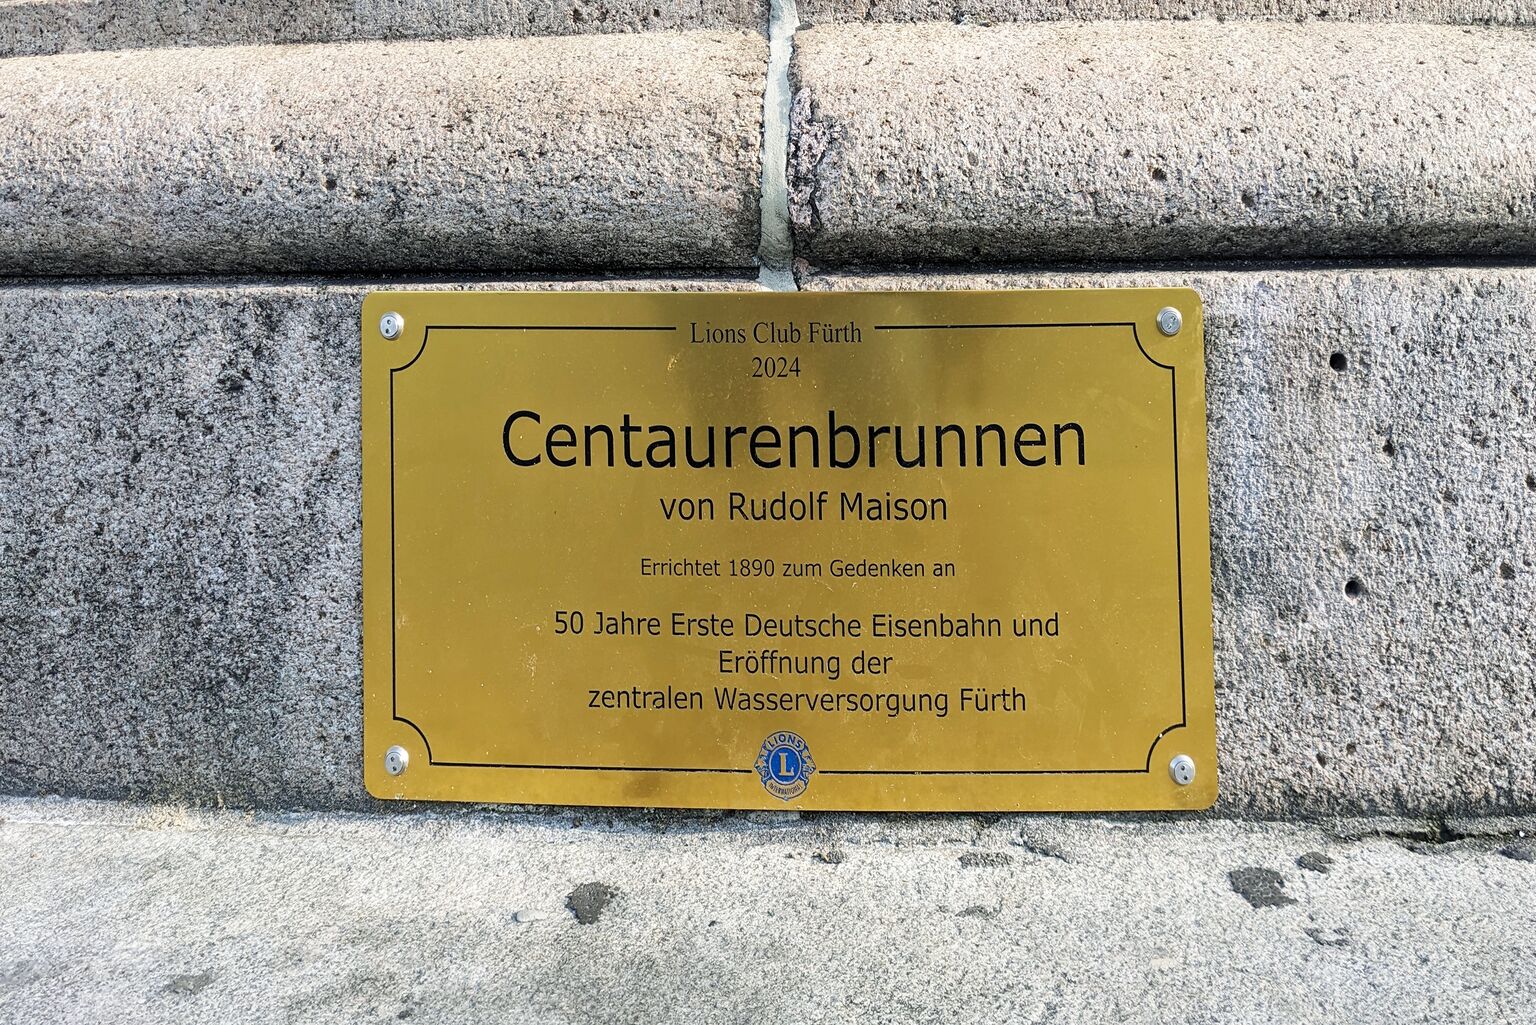 Lions Club Fürth
2024
Centaurenbrunnen
von Rudolf Maison
Errichtet 1890 zum Gedenken an
50 Jahre Erste Deutsche Eisenbahn und
Eröffnung der
zentralen Wasserversorgung Fürth
LIONS
L
INTERNATIONAL